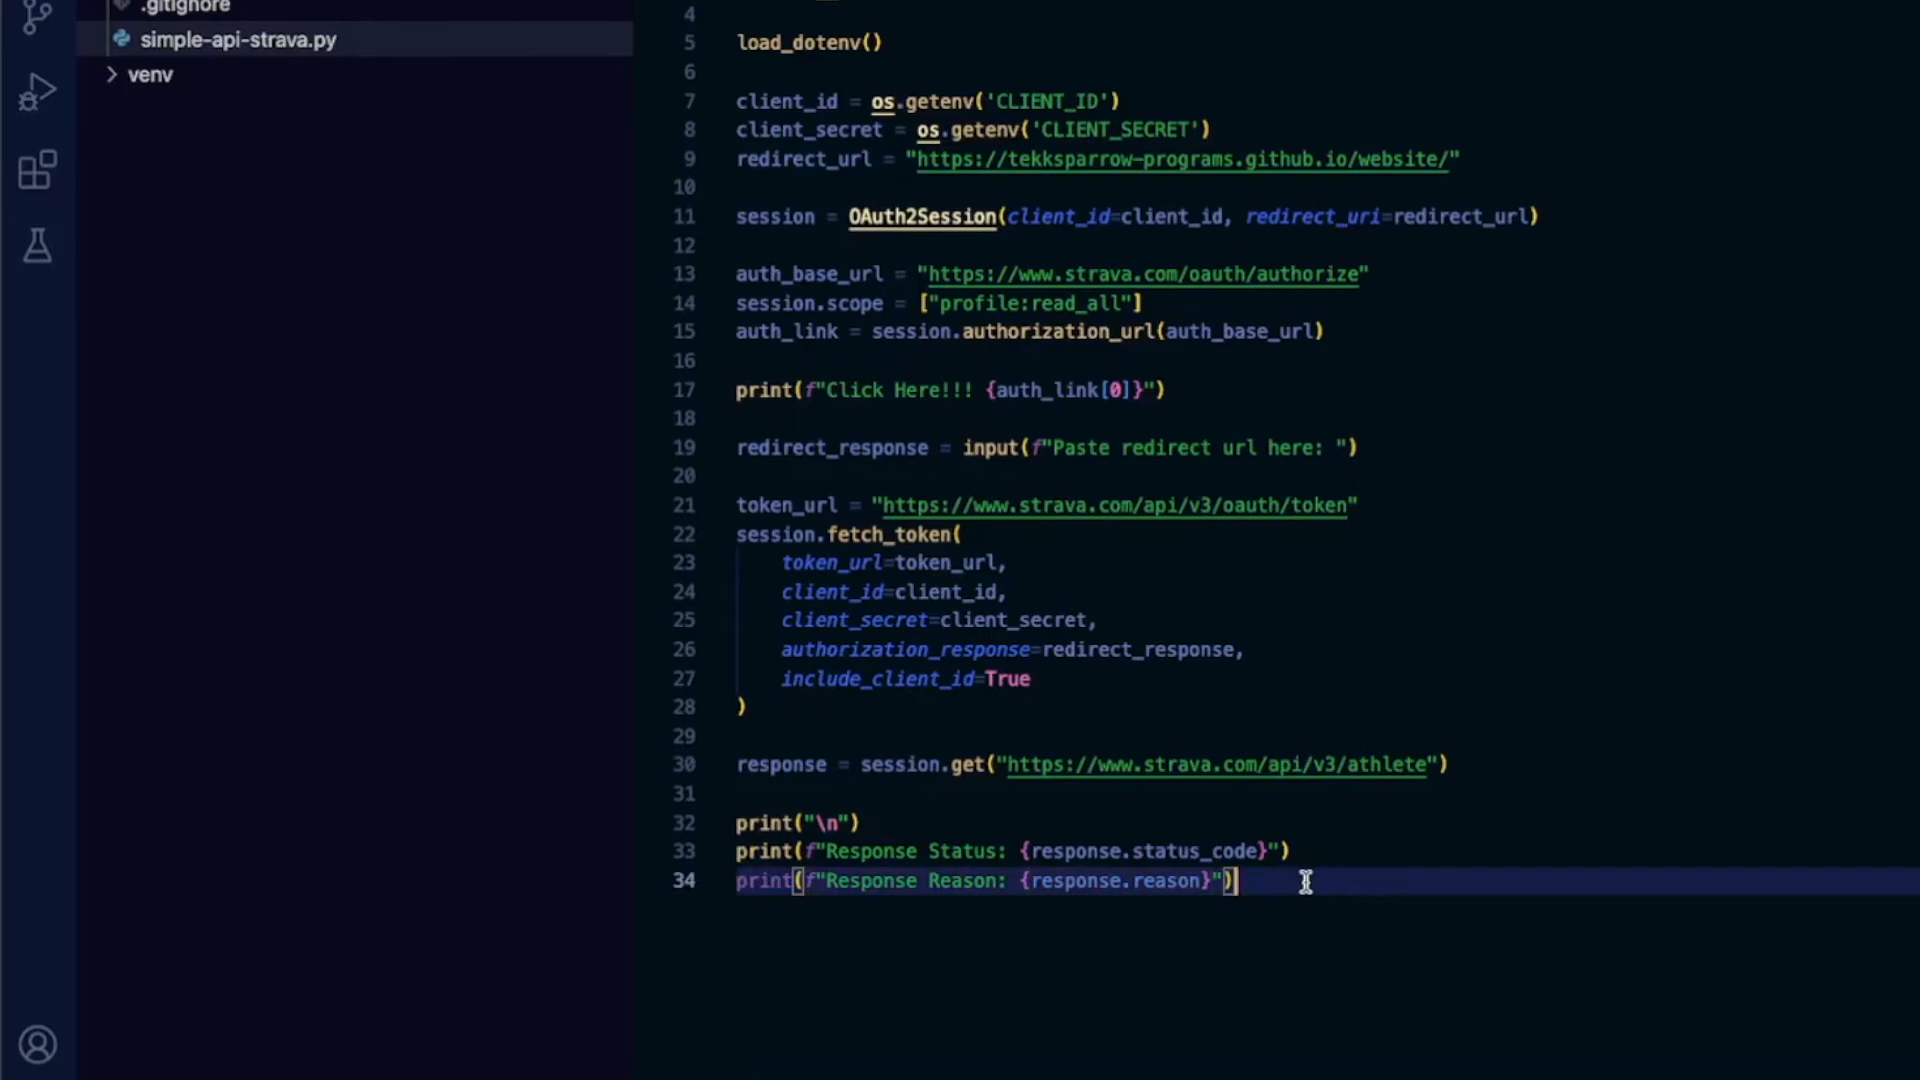 .gitignore
simple-api-strava.py
venv
4
5 load_dotenv()
6
7 client_id = os.getenv('CLIENT_ID')
8 client_secret = os.getenv('CLIENT_SECRET')
9 redirect_url = "https://tekksparrow-programs.github.io/website/"
10
11 session = OAuth2Session(client_id=client_id, redirect_uri=redirect_url)
12
13 auth_base_url = "https://www.strava.com/oauth/authorize"
14 session.scope = ["profile:read_all"]
15 auth_link = session.authorization_url(auth_base_url)
16
17 print(f"Click Here!!! {auth_link[0]}")
18
19 redirect_response = input(f"Paste redirect url here: ")
20
21 token_url = "https://www.strava.com/api/v3/oauth/token"
22 session.fetch_token(
23 token_url=token_url,
24 client_id=client_id,
25 client_secret=client_secret,
26 authorization_response=redirect_response,
27 include_client_id=True
28 )
29
30 response = session.get("https://www.strava.com/api/v3/athlete")
31
32 print("\n")
33 print(f"Response Status: {response.status_code}")
34 print(f"Response Reason: {response.reason}")